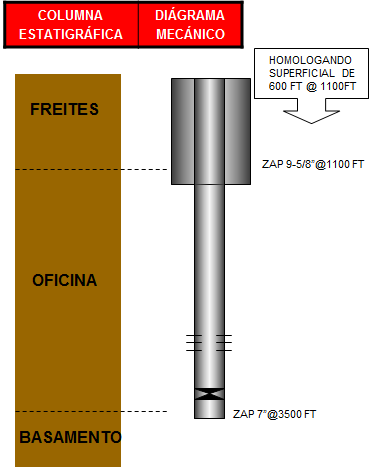 COLUMNA
ESTATIGRÁFICA
DIÁGRAMA
MECÁNICO
HOMOLOGANDO
SUPERFICIAL DE
600 FT @ 1100FT
FREITES
ZAP 9-5/8"@1100 FT
OFICINA
ZAP 7"@3500 FT
BASAMENTO